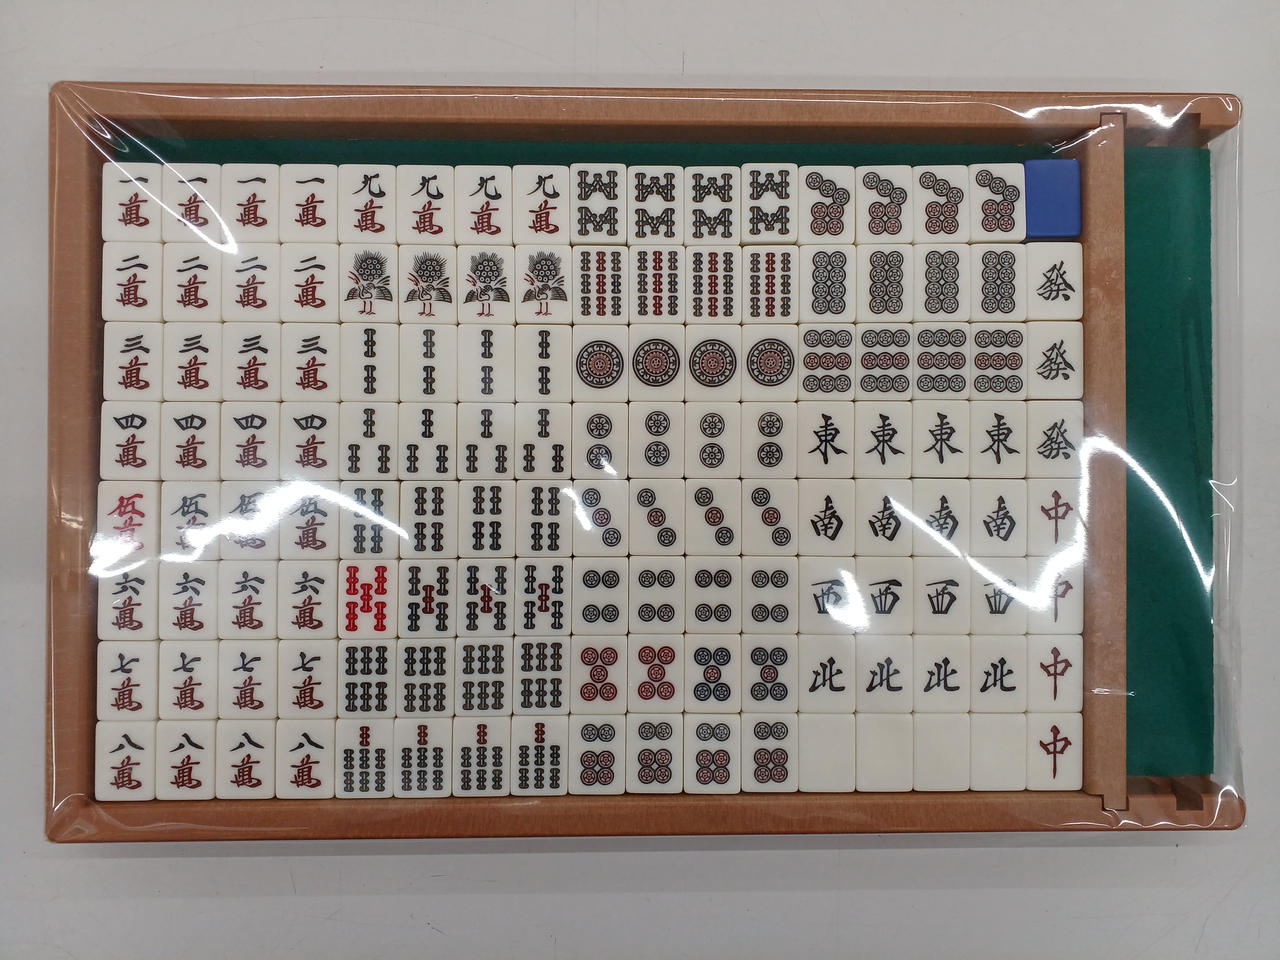 一萬 一萬 一萬 一萬 九萬 九萬 九萬 九萬
二萬 二萬 二萬 二萬 發
三萬 三萬 三萬 三萬 發
四萬 四萬 四萬 四萬 東 東 東 東 發
伍萬 伍萬 伍萬 伍萬 南 南 南 南 中
六萬 六萬 六萬 六萬 西 西 西 西 中
七萬 七萬 七萬 七萬 北 北 北 北 中
八萬 八萬 八萬 八萬 中